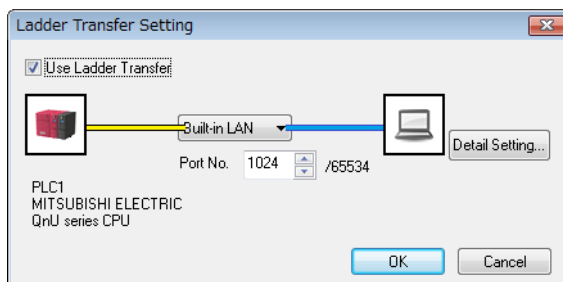 Ladder Transfer Setting
Use Ladder Transfer
Built-in LAN
Detail Setting...
Port No. 1024 /65534
PLC1
MITSUBISHI ELECTRIC
QnU series CPU
OK Cancel